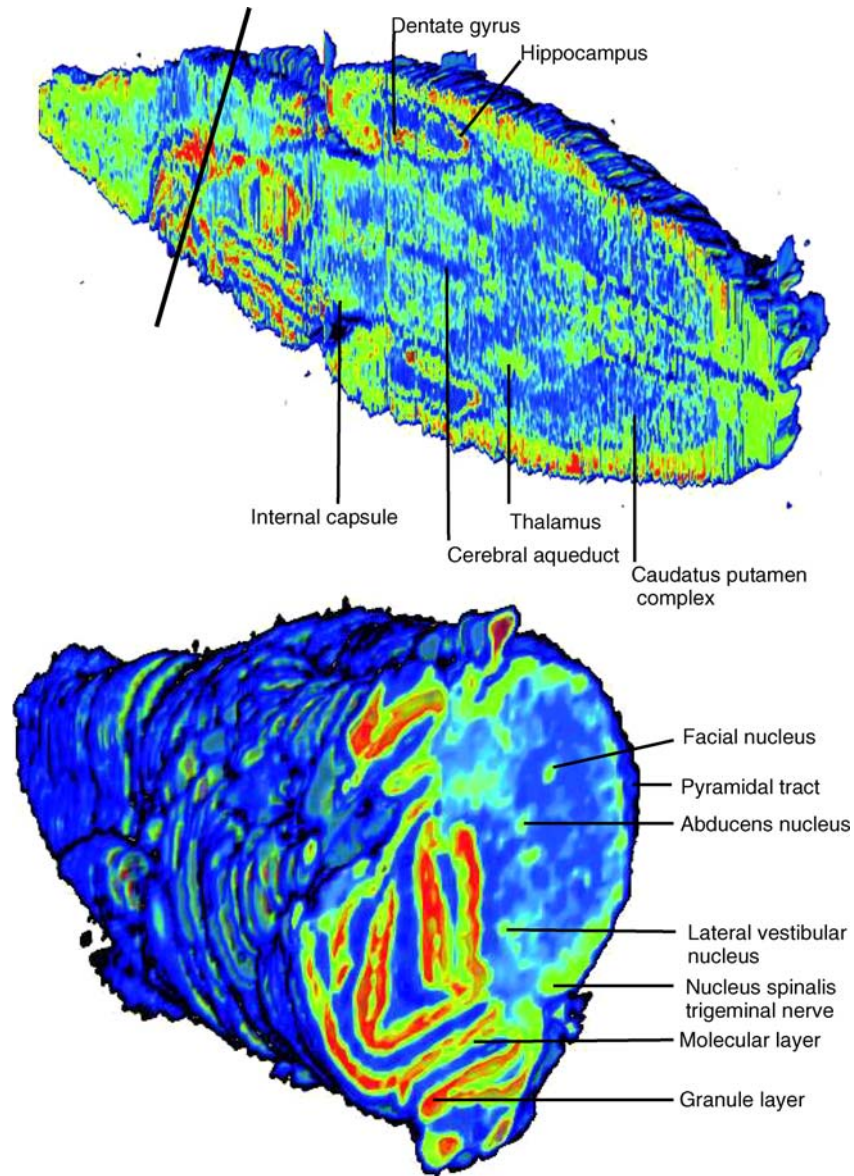 Dentate gyrus
Hippocampus
Internal capsule
Thalamus
Cerebral aqueduct
Caudatus putamen
complex
Facial nucleus
Pyramidal tract
Abducens nucleus
Lateral vestibular
nucleus
Nucleus spinalis
trigeminal nerve
Molecular layer
Granule layer